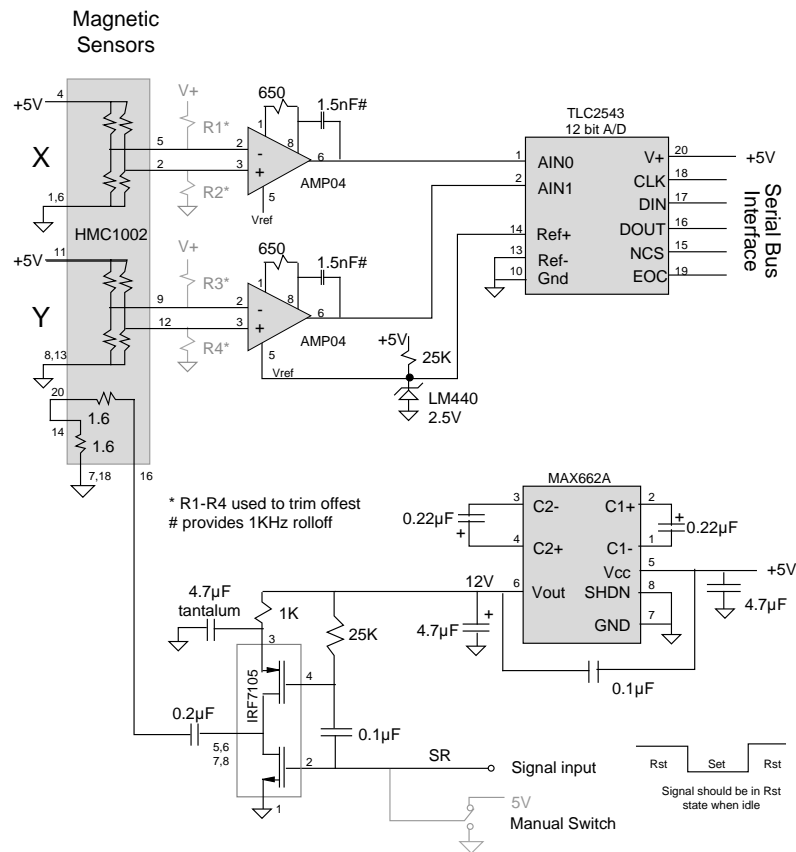 Magnetic
Sensors
4
+5V
X
1,6
5
2
V+
R1*
R2*
650
1
8
1.5nF#
2
-
3
+
6
5
AMP04
Vref
HMC1002
11
+5V
Y
8,13
9
12
V+
R3*
R4*
650
1
8
1.5nF#
2
-
3
+
6
5
AMP04
Vref
+5V
25K
LM440
2.5V
20
1.6
14
1.6
7,18
16
TLC2543
12 bit A/D
1
AIN0
2
AIN1
14
Ref+
13
Ref-
10
Gnd
V+
20
+5V
CLK
18
DIN
17
DOUT
16
NCS
15
EOC
19
Serial Bus
Interface
* R1-R4 used to trim offest
# provides 1KHz rolloff
MAX662A
3
C2-
C1+
2
0.22µF
+
+
0.22µF
4
C2+
C1-
1
Vcc
5
+5V
12V
6
Vout
SHDN
8
+
4.7µF
GND
7
4.7µF
+
0.1µF
4.7µF
tantalum
1K
25K
3
IRF7105
4
0.2µF
5,6
7,8
0.1µF
2
SR
Signal input
1
5V
Manual Switch
Rst
Set
Rst
Signal should be in Rst
state when idle